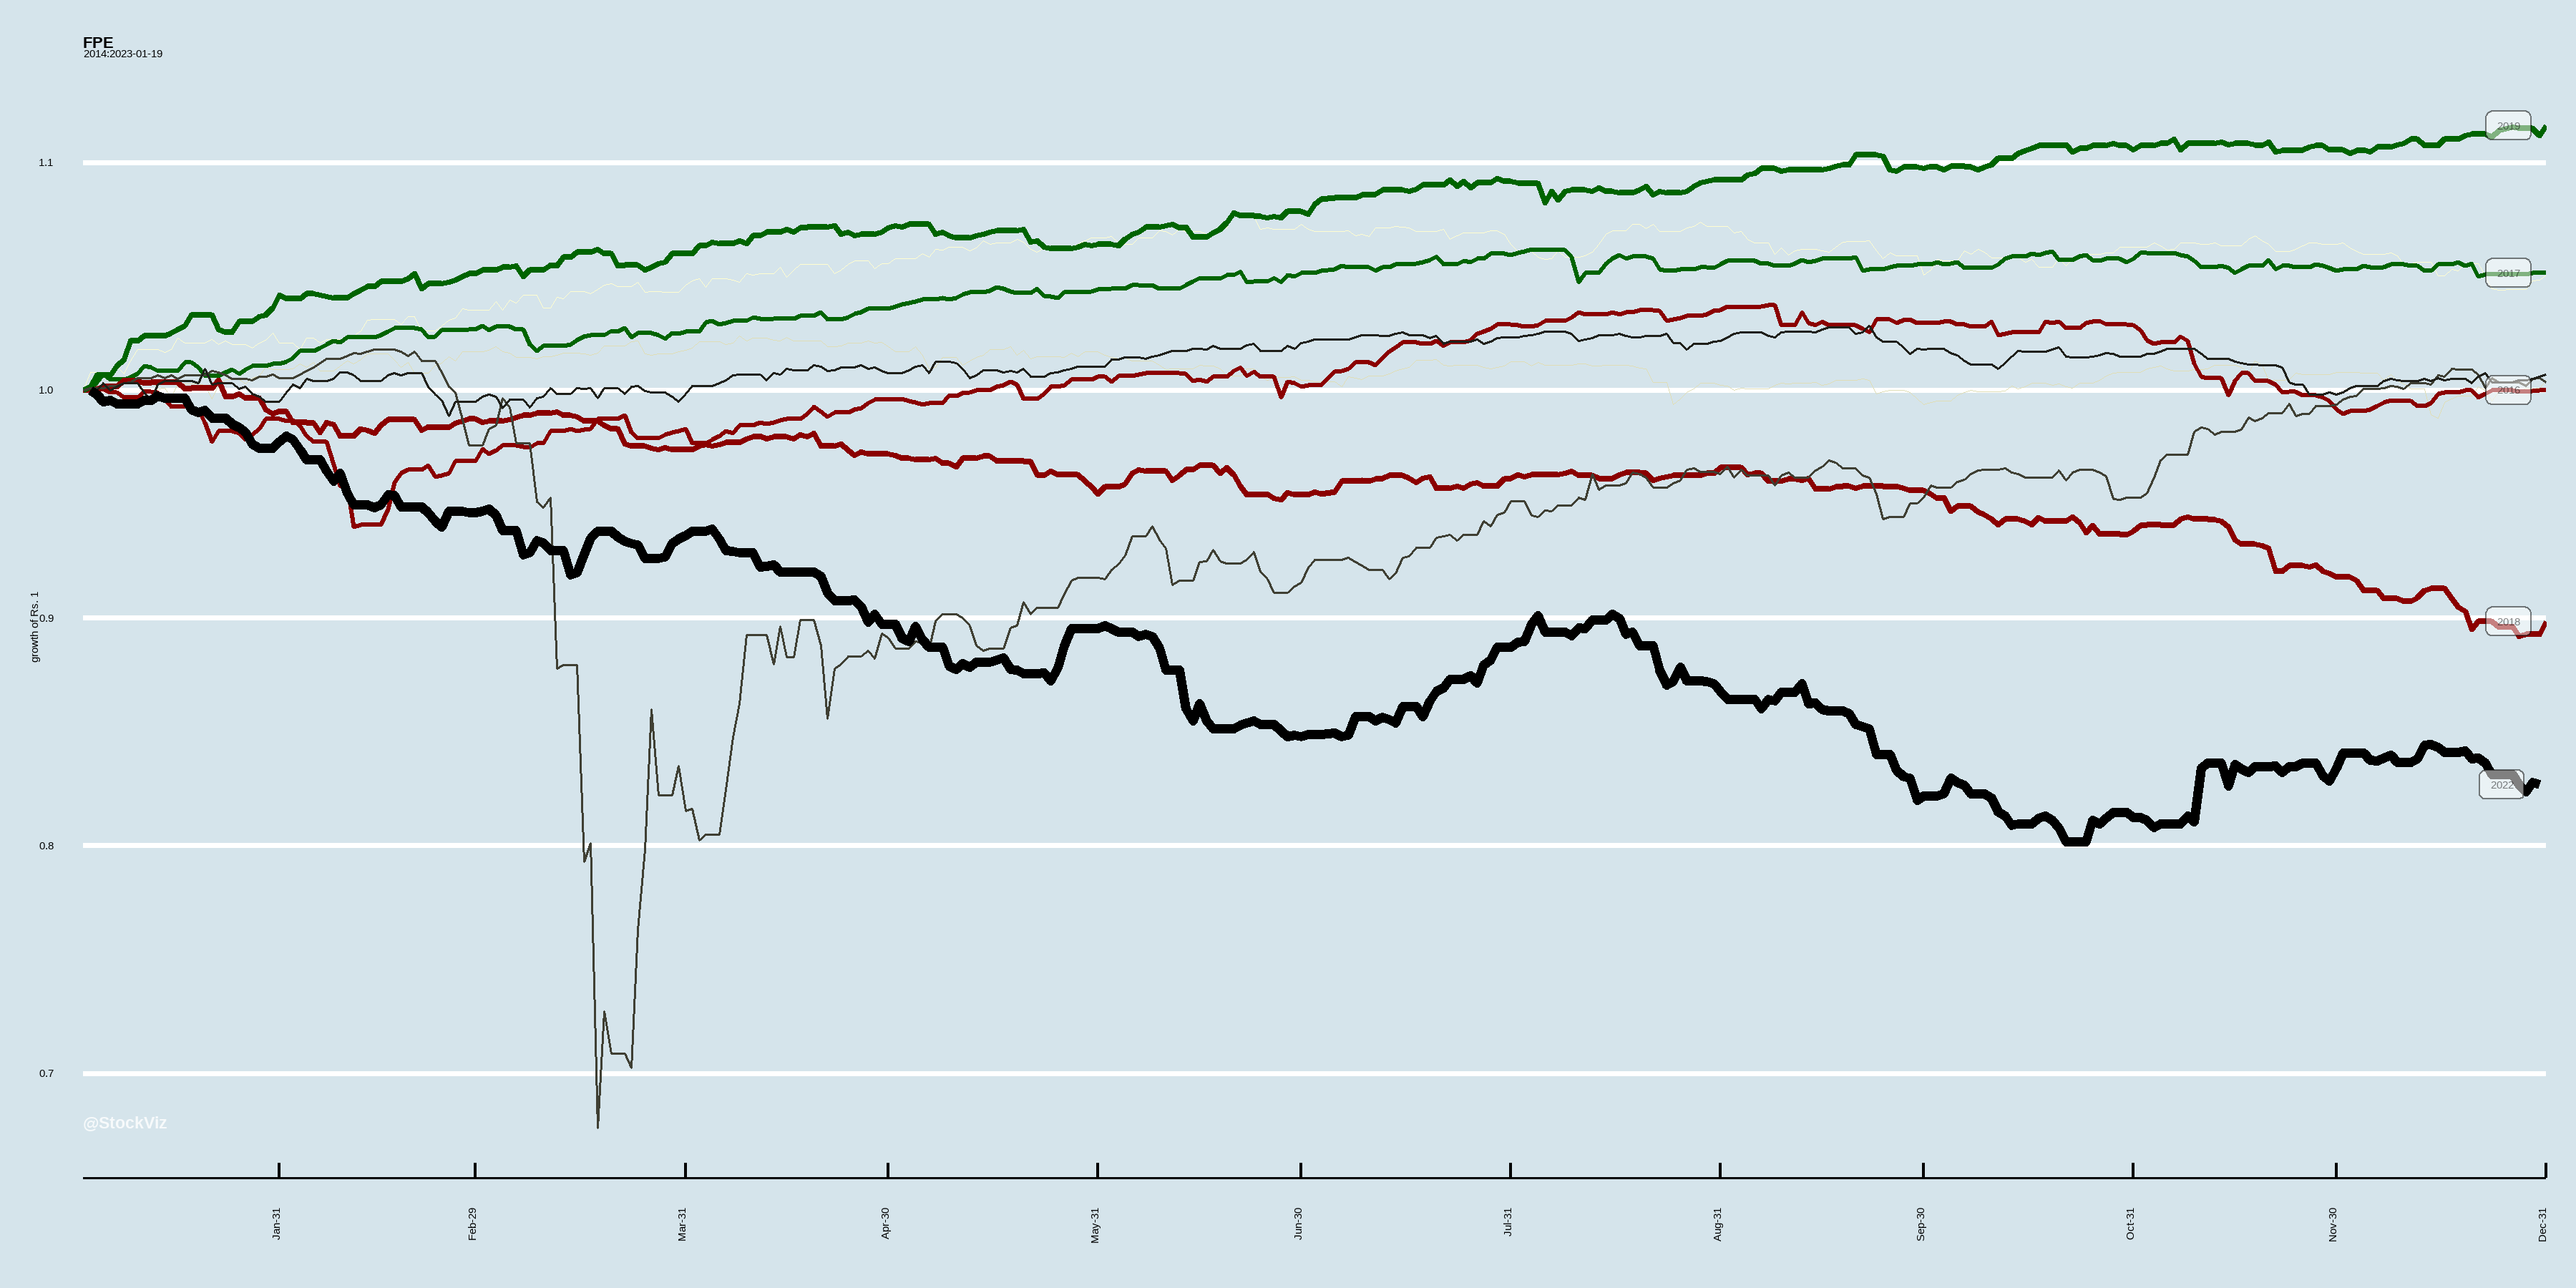 FPE
2014:2023-01-19
growth of Rs. 1
1.1
1.0
0.9
0.8
0.7
2019
2017
2016
2018
2022
@StockViz
Jan-31
Feb-29
Mar-31
Apr-30
May-31
Jun-30
Jul-31
Aug-31
Sep-30
Oct-31
Nov-30
Dec-31